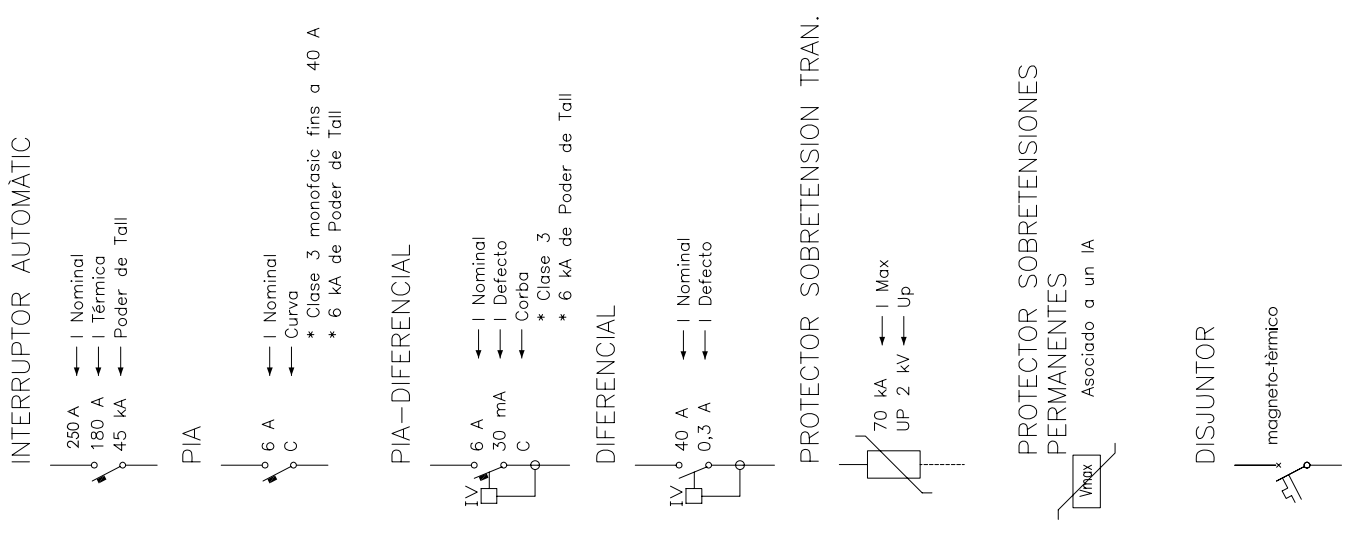 INTERRUPTOR AUTOMÀTIC
250 A I Nominal
180 A I Térmica
45 kA Poder de Tall
PIA
6 A I Nominal
C Curva
* Clase 3 monofasic fins a 40 A
* 6 kA de Poder de Tall
PIA-DIFERENCIAL
IV
6 A I Nominal
30 mA I Defecto
C Corba
* Clase 3
* 6 kA de Poder de Tall
DIFERENCIAL
IV
40 A I Nominal
0,3 A I Defecto
PROTECTOR SOBRETENSION TRAN.
70 kA I Max
UP 2 kV Up
PROTECTOR SOBRETENSIONES
PERMANENTES
Vmax
Asociado a un IA
DISJUNTOR
magneto-tèrmico